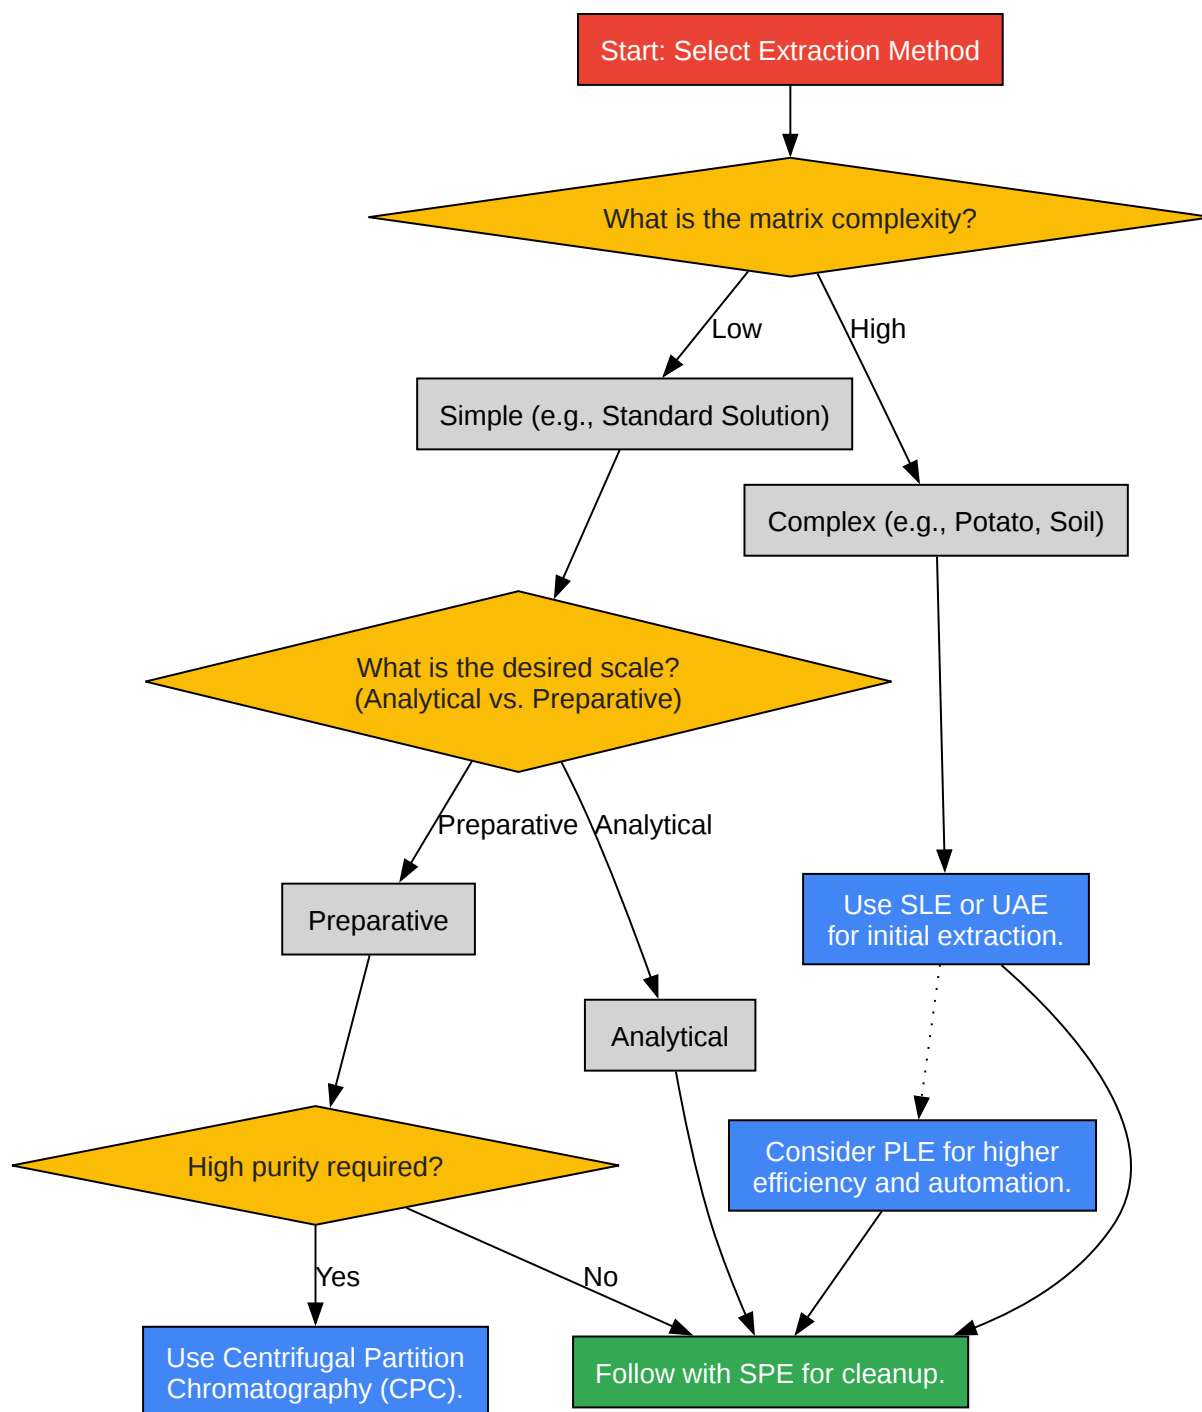 Start: Select Extraction Method
What is the matrix complexity?
Low
High
Simple (e.g., Standard Solution)
Complex (e.g., Potato, Soil)
What is the desired scale?
(Analytical vs. Preparative)
Preparative
Analytical
Preparative
Use SLE or UAE
for initial extraction.
Analytical
Consider PLE for higher
efficiency and automation.
High purity required?
Yes
No
Use Centrifugal Partition
Chromatography (CPC).
Follow with SPE for cleanup.